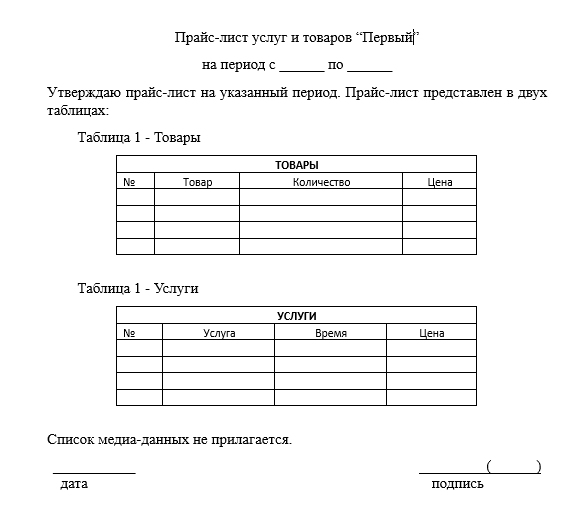 Прайс-лист услуг и товаров “Первый”
на период с ______ по ______
Утверждаю прайс-лист на указанный период. Прайс-лист представлен в двух
таблицах:
Таблица 1 - Товары
ТОВАРЫ
№ Товар Количество Цена
Таблица 1 - Услуги
УСЛУГИ
№ Услуга Время Цена
Список медиа-данных не прилагается.
___________ _________(______)
дата подпись